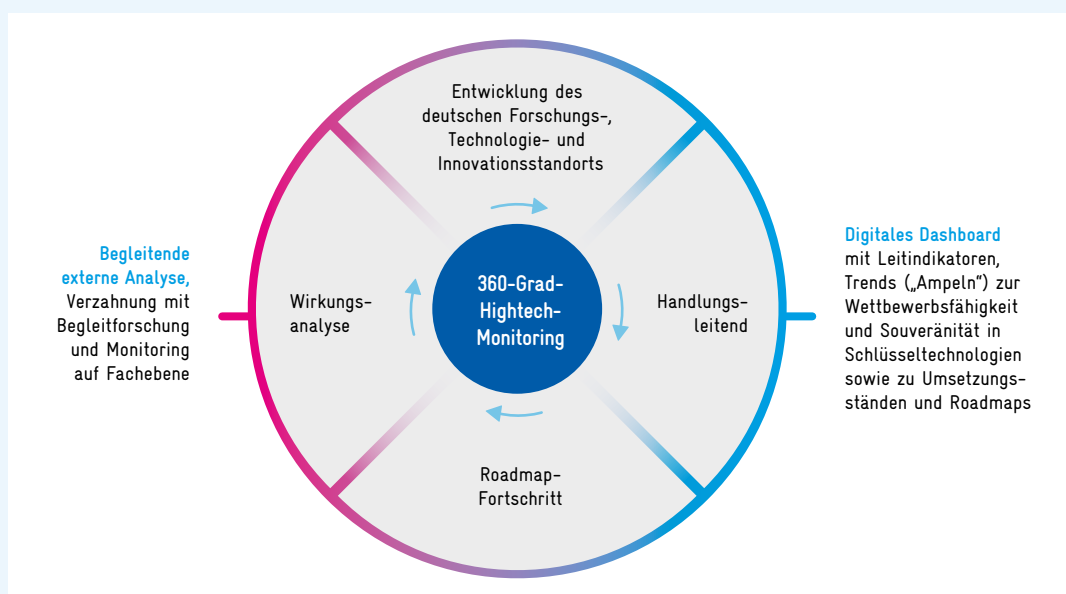 Entwicklung des
deutschen Forschungs-,
Technologie- und
Innovationsstandorts
Begleitende
externe Analyse,
Verzahnung mit
Begleitforschung
und Monitoring
auf Fachebene
Wirkungs-
analyse
360-Grad-
Hightech-
Monitoring
Handlungs-
leitend
Digitales Dashboard
mit Leitindikatoren,
Trends („Ampeln“) zur
Wettbewerbsfähigkeit
und Souveränität in
Schlüsseltechnologien
sowie zu Umsetzungs-
ständen und Roadmaps
Roadmap-
Fortschritt